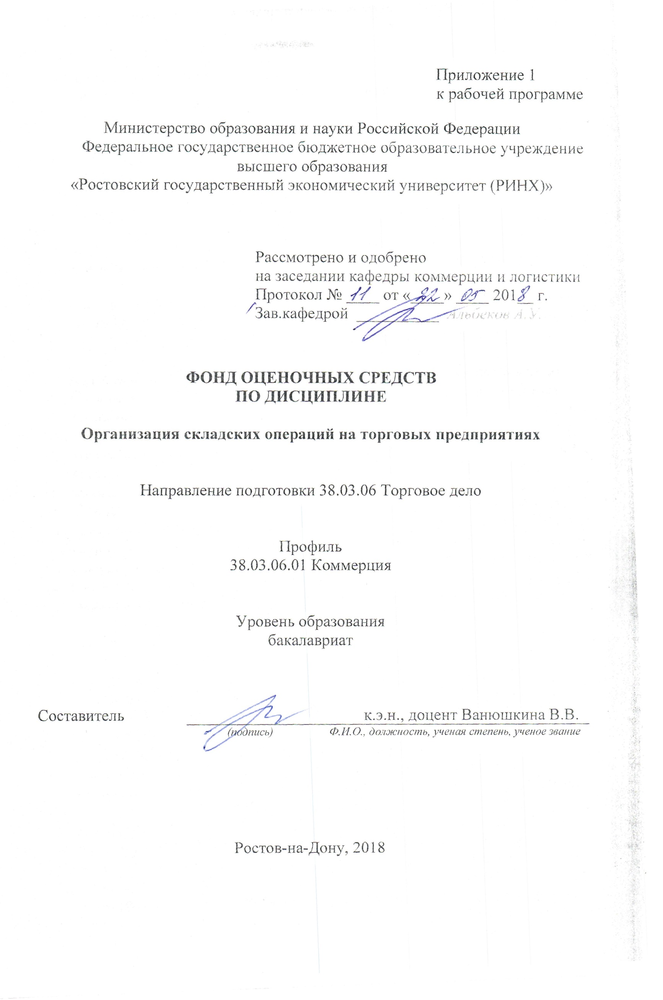 Приложение 1
к рабочей программе
Министерство образования и науки Российской Федерации
Федеральное государственное бюджетное образовательное учреждение
высшего образования
«Ростовский государственный экономический университет (РИНХ)»
Рассмотрено и одобрено
на заседании кафедры коммерции и логистики
Протокол № 11 от «22» 05 2018 г.
Зав.кафедрой Альбеков А.У.
ФОНД ОЦЕНОЧНЫХ СРЕДСТВ
ПО ДИСЦИПЛИНЕ
Организация складских операций на торговых предприятиях
Направление подготовки 38.03.06 Торговое дело
Профиль
38.03.06.01 Коммерция
Уровень образования
бакалавриат
Составитель к.э.н., доцент Ванюшкина В.В.
(подпись) Ф.И.О., должность, ученая степень, ученое звание
Ростов-на-Дону, 2018